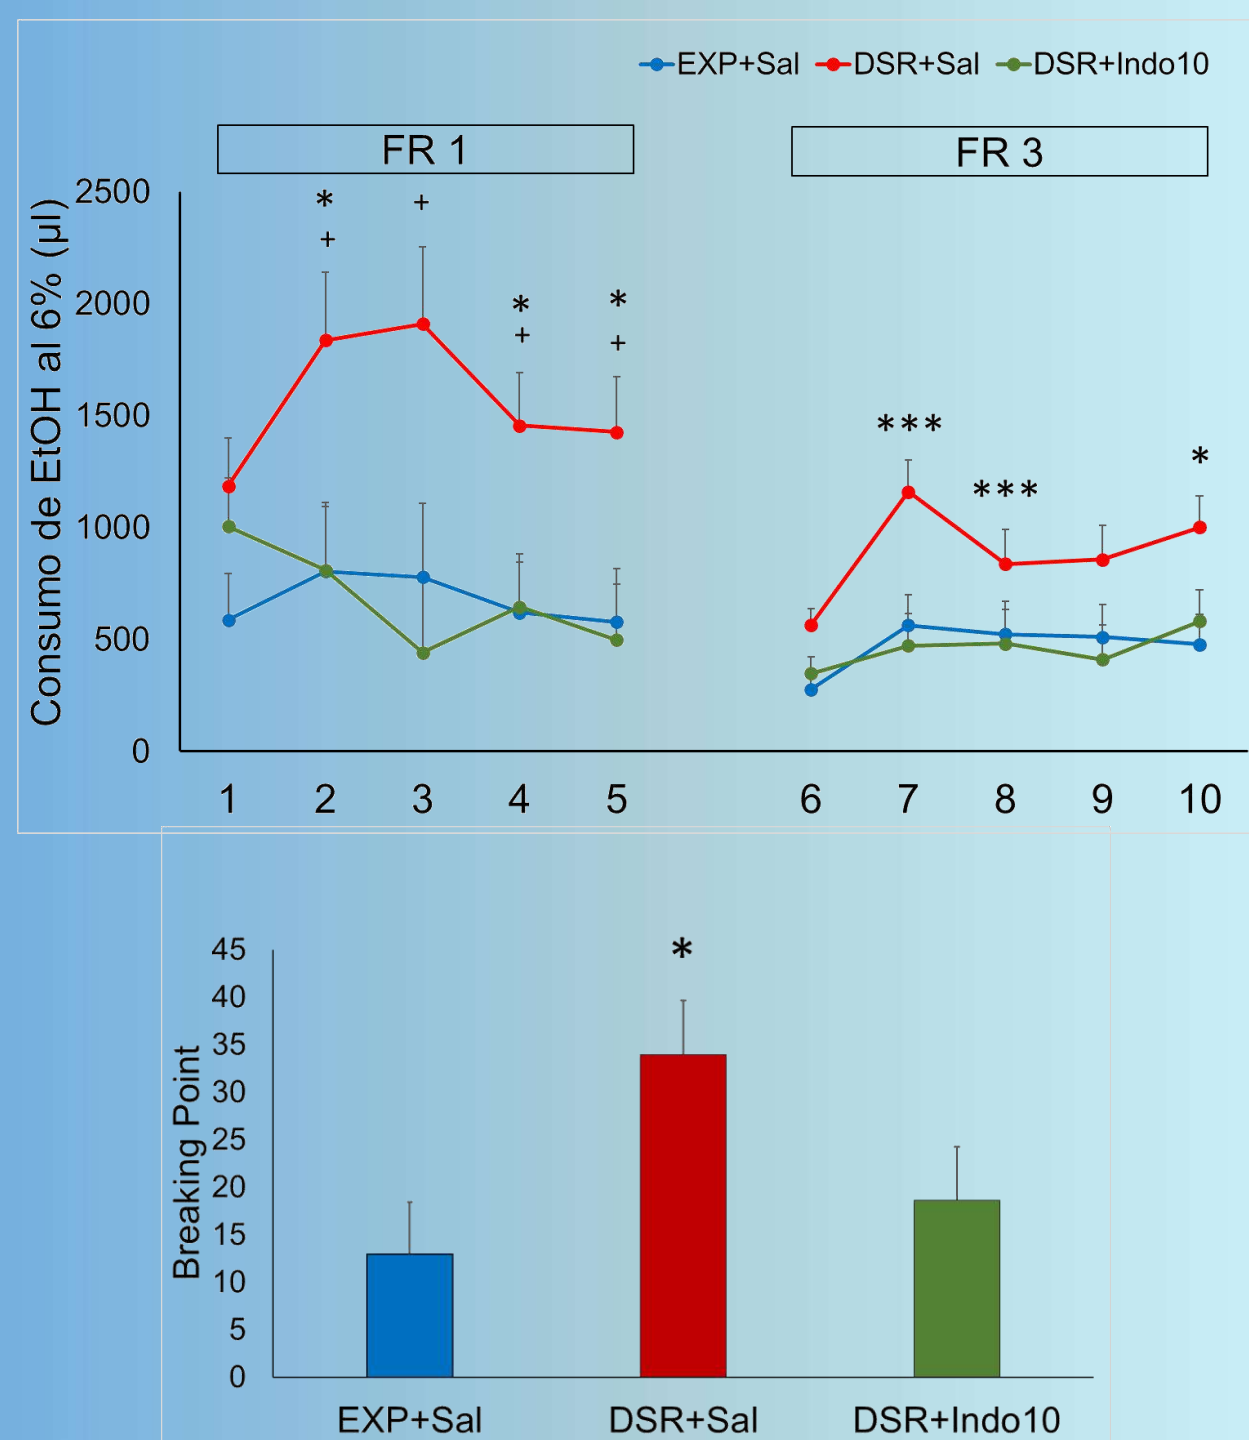 EXP+Sal DSR+Sal DSR+Indo10
FR 1 FR 3
Consumo de EtOH al 6% (µl)
2500
2000
1500
1000
500
0
* + * *
+ + +
*** *** *
1 2 3 4 5 6 7 8 9 10
Breaking Point
45
40
35
30
25
20
15
10
5
0
*
EXP+Sal DSR+Sal DSR+Indo10